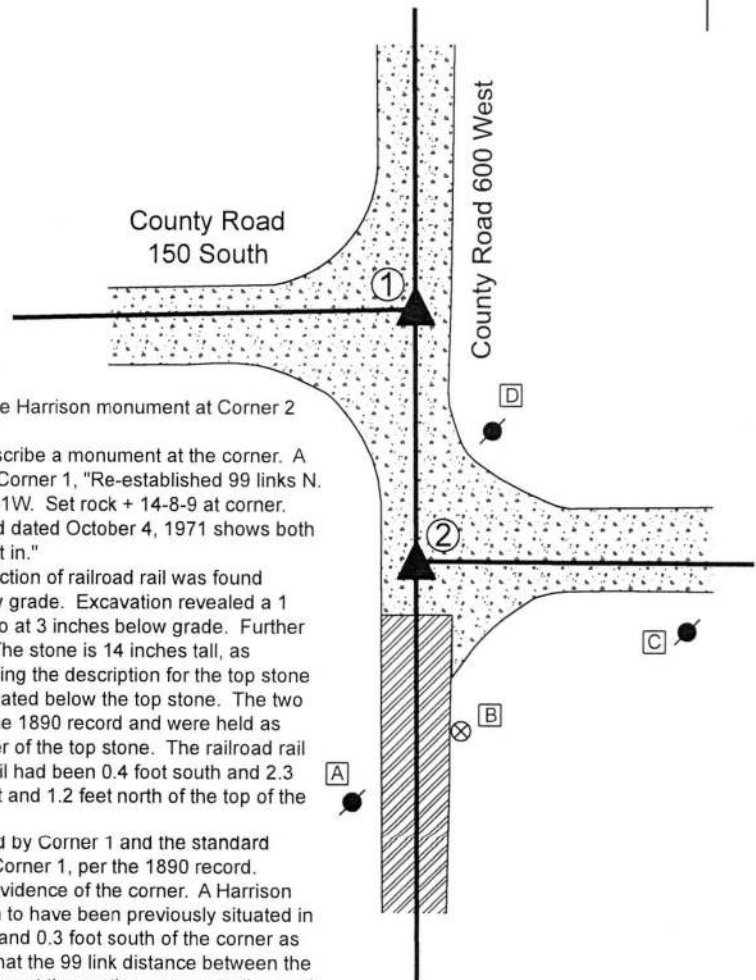 County Road
150 South
County Road 600 West
1
D
2
C
B
A
e Harrison monument at Corner 2
scribe a monument at the corner. A
Corner 1, "Re-established 99 links N.
1W. Set rock + 14-8-9 at corner.
d dated October 4, 1971 shows both
t in."
ction of railroad rail was found
y grade. Excavation revealed a 1
o at 3 inches below grade. Further
The stone is 14 inches tall, as
ing the description for the top stone
ated below the top stone. The two
ne 1890 record and were held as
er of the top stone. The railroad rail
il had been 0.4 foot south and 2.3
t and 1.2 feet north of the top of the
d by Corner 1 and the standard
Corner 1, per the 1890 record.
evidence of the corner. A Harrison
n to have been previously situated in
and 0.3 foot south of the corner as
hat the 99 link distance between the